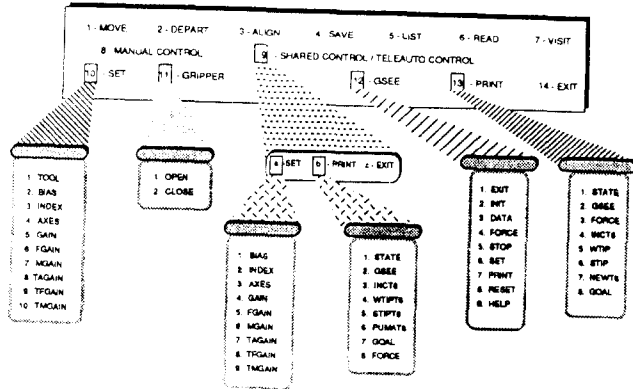 1 - MOVE 2 - DEPART 3 - ALIGN 4 SAVE 5 - LIST 6 - READ 7 - VISIT
8 MANUAL CONTROL 9 - SHARED CONTROL / TELEAUTO CONTROL
10 - SET 11 - GRIPPER 12 - GSEE 13 - PRINT 14 - EXIT
1 TOOL
2 BIAS
3 INDEX
4 AXES
5 GAIN
6 FGAIN
7 MGAIN
8 TAGAIN
9 TFGAIN
10 TMGAIN
1 OPEN
2 CLOSE
a - SET b - PRINT c - EXIT
1 BIAS
2 INDEX
3 AXES
4 GAIN
5 FGAIN
6 MGAIN
7 TAGAIN
8 TFGAIN
9 TMGAIN
1 STATE
2 GSEE
3 INCT6
4 WTIPT6
5 STIPT6
6 PUMAT6
7 GOAL
8 FORCE
1 EXIT
2 INIT
3 DATA
4 FORCE
5 STOP
6 SET
7 PRINT
8 RESET
9 HELP
1 STATE
2 GSEE
3 FORCE
4 INCT6
5 WTIP
6 STIP
7 NEWT6
8 GOAL